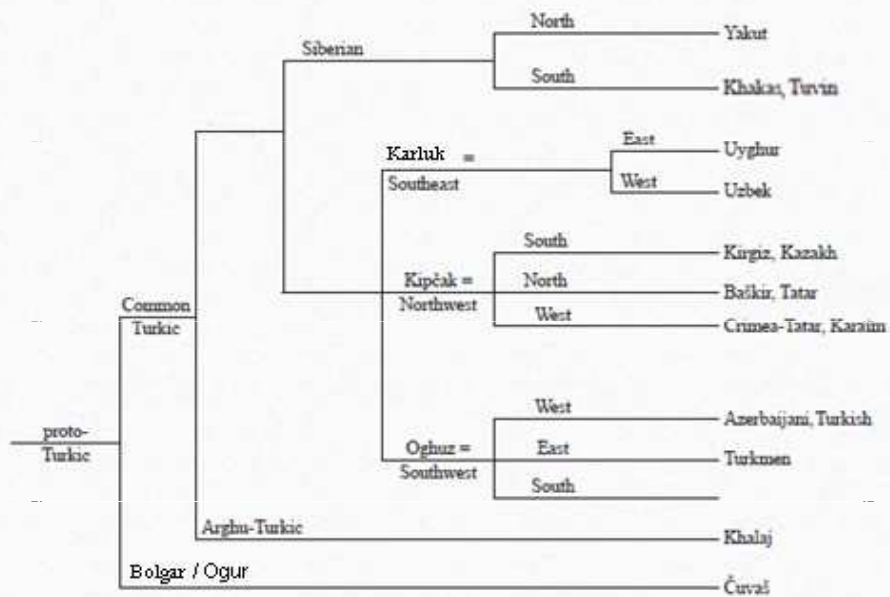 North
Yakut
Siberian
South
Khakas, Tuvin
East
Uyghur
Karluk =
Southeast
West
Uzbek
South
Kirgiz, Kazakh
Kipčak =
Northwest
North
Baškir, Tatar
West
Crimea-Tatar, Karaim
Common
Turkic
West
Azerbaijani, Turkish
proto-
Turkic
Oghuz =
Southwest
East
Turkmen
South
Arghu-Turkic
Khalaj
Bolgar / Ogur
Čuvaš